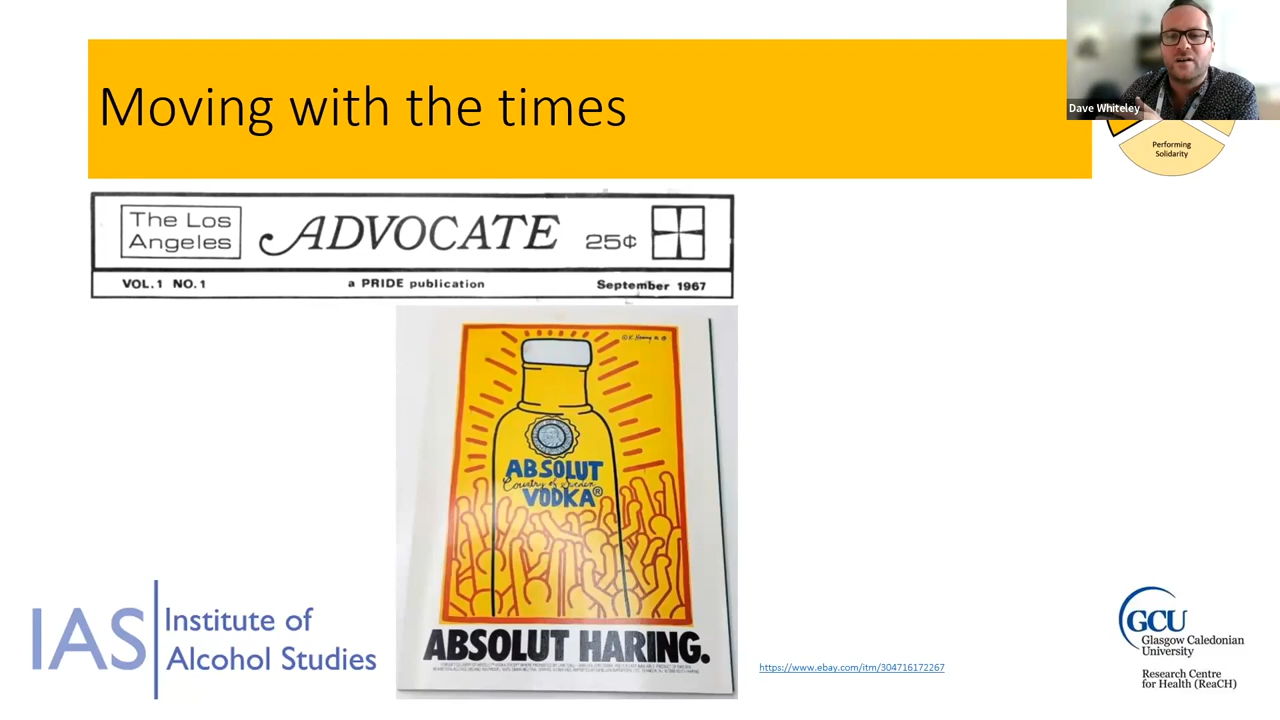 Moving with the times
Dave Whiteley
Performing
Solidarity
The Los
Angeles
ADVOCATE
25¢
VOL.1 NO.1
a PRIDE publication
September 1967
ABSOLUT
Country of Sweden
VODKA®
ABSOLUT HARING.
https://www.ebay.com/itm/304716172267
IAS
Institute of
Alcohol Studies
GCU
Glasgow Caledonian
University
Research Centre
for Health (ReaCH)